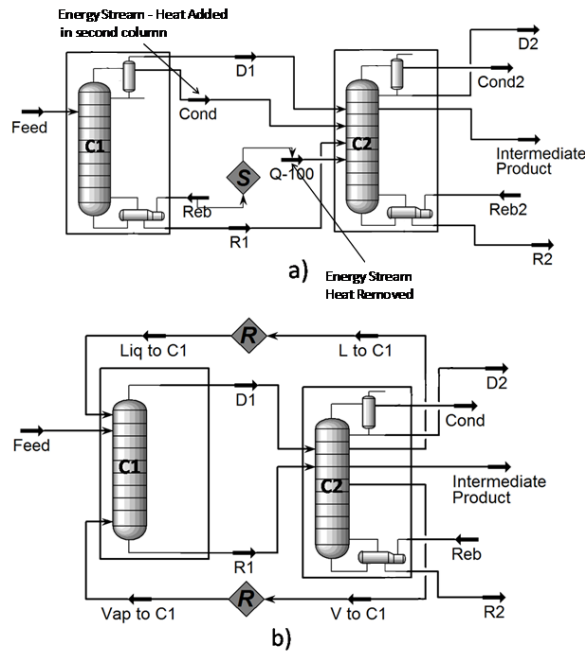 Energy Stream - Heat Added
in second column
D1
D2
Cond2
Cond
Feed
C1
C2
S
Q-100
Intermediate
Product
Reb
Reb2
R1
R2
Energy Stream
Heat Removed
a)
R
Liq to C1
L to C1
D1
D2
Cond
Feed
C1
C2
Intermediate
Product
Reb
R1
R
Vap to C1
V to C1
R2
b)